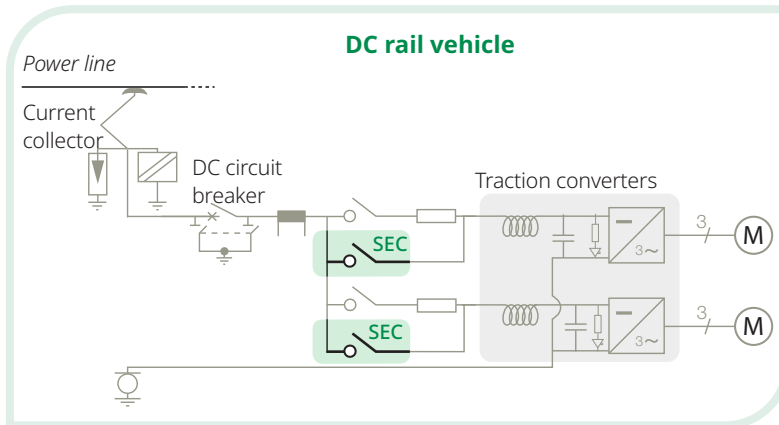 DC rail vehicle
Power line
Current
collector
DC circuit
breaker
Traction converters
SEC
3~
3
M
SEC
3~
3
M